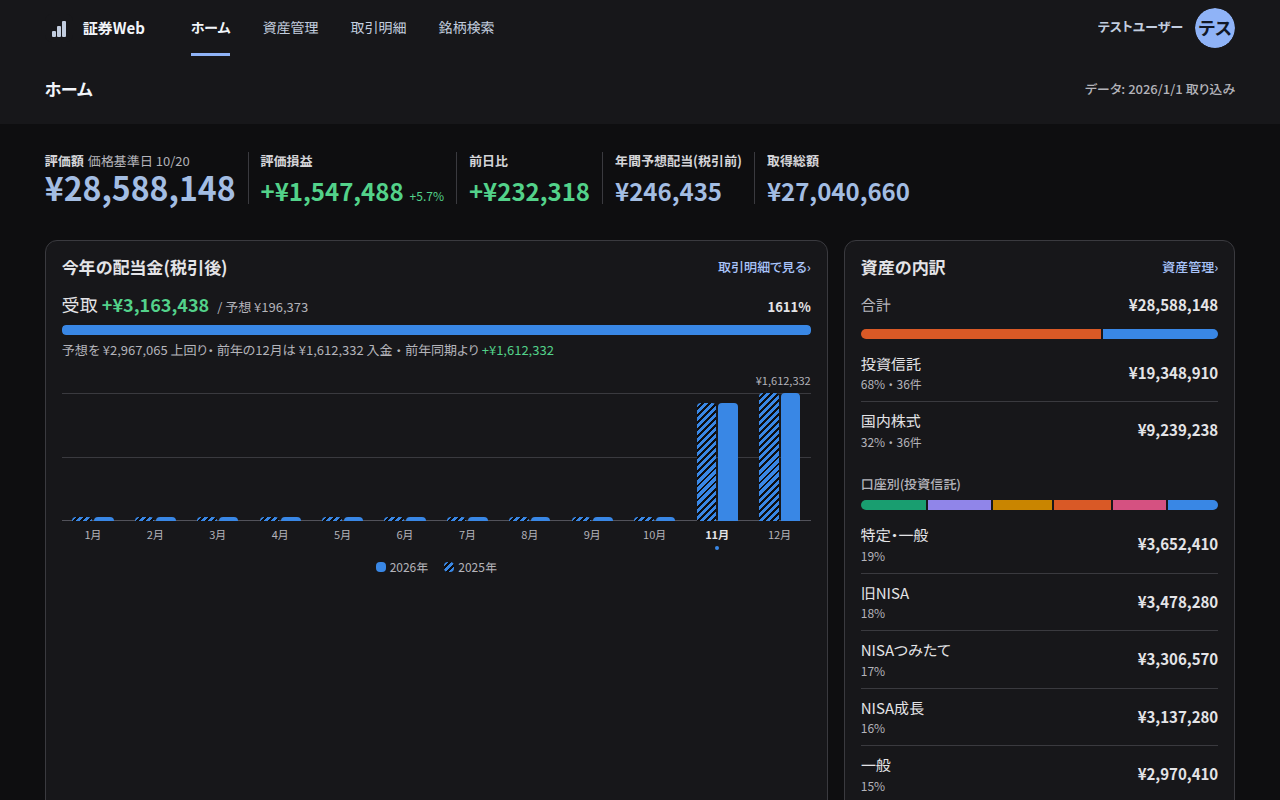 証券Web
ホーム
資産管理
取引明細
銘柄検索
テストユーザー
テス
ホーム
データ: 2026/1/1 取り込み
評価額 価格基準日 10/20
¥28,588,148
評価損益
+¥1,547,488 +5.7%
前日比
+¥232,318
年間予想配当(税引前)
¥246,435
取得総額
¥27,040,660
今年の配当金(税引後)
取引明細で見る›
受取 +¥3,163,438 / 予想 ¥196,373
1611%
予想を ¥2,967,065 上回り・前年の12月は ¥1,612,332 入金・前年同期より +¥1,612,332
¥1,612,332
1月
2月
3月
4月
5月
6月
7月
8月
9月
10月
11月
12月
2026年
2025年
資産の内訳
資産管理›
合計
¥28,588,148
投資信託
68%・36件
¥19,348,910
国内株式
32%・36件
¥9,239,238
口座別(投資信託)
特定・一般
19%
¥3,652,410
旧NISA
18%
¥3,478,280
NISAつみたて
17%
¥3,306,570
NISA成長
16%
¥3,137,280
一般
15%
¥2,970,410